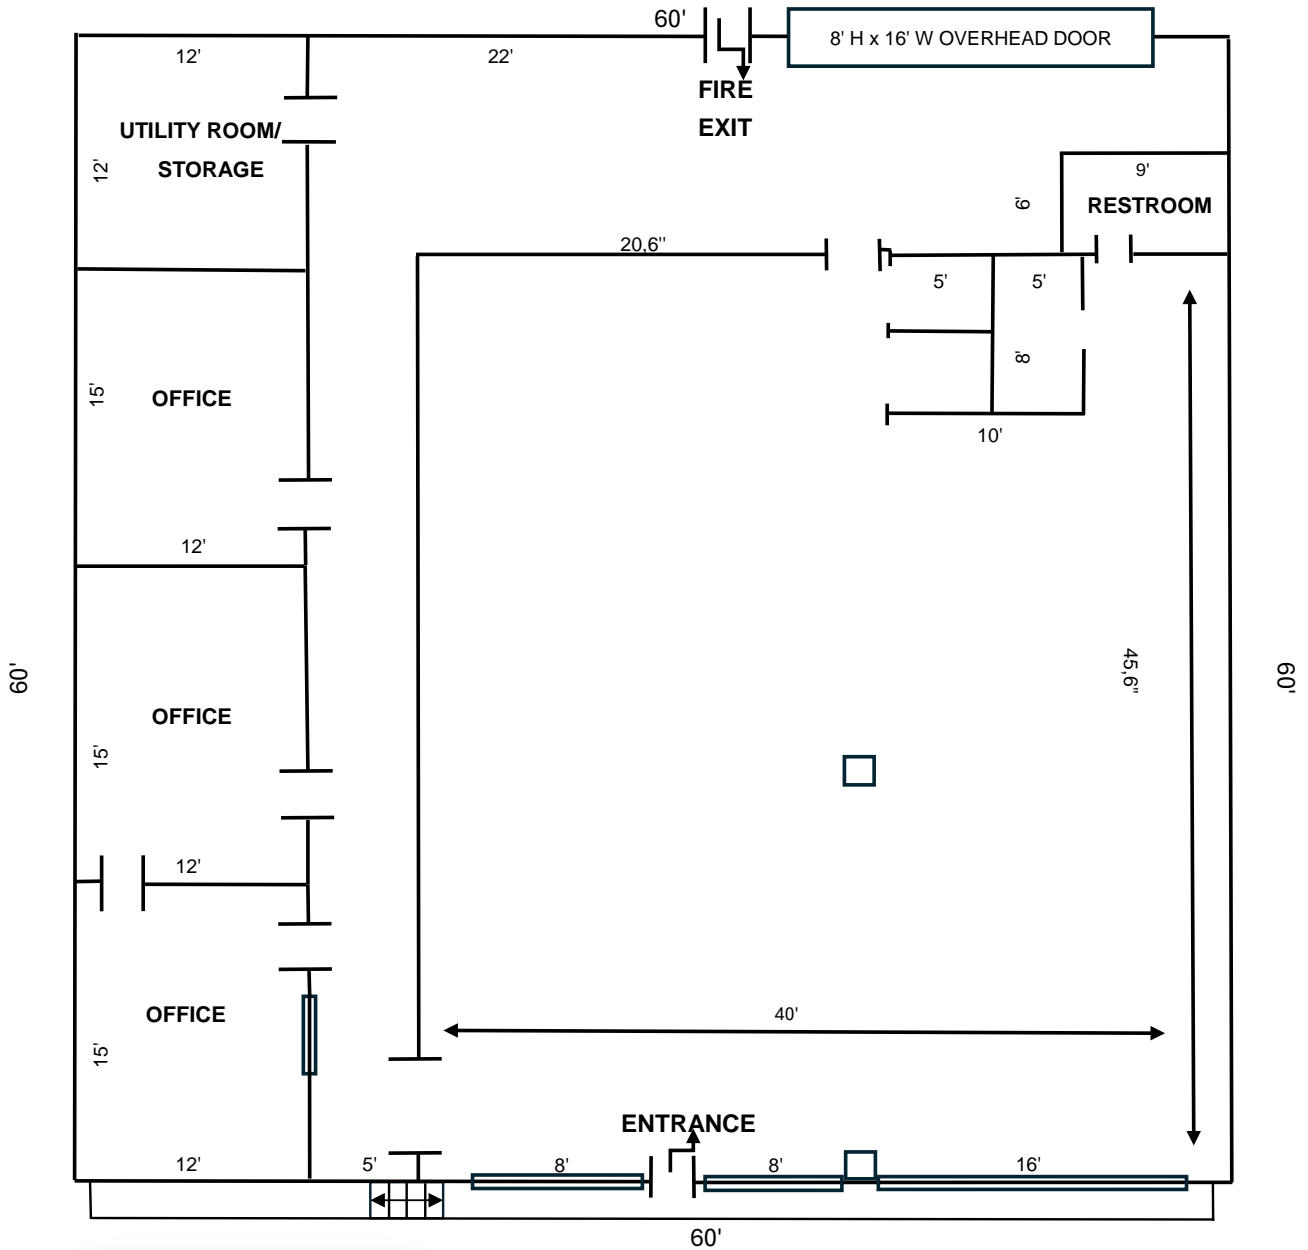 60'
12'
22'
8' H x 16' W OVERHEAD DOOR
FIRE
EXIT
UTILITY ROOM/
STORAGE
12'
9'
6'
RESTROOM
20,6''
5'
5'
15'
OFFICE
8'
10'
12'
60'
45,6''
60'
OFFICE
15'
12'
OFFICE
40'
15'
ENTRANCE
12'
5'
8'
8'
16'
60'